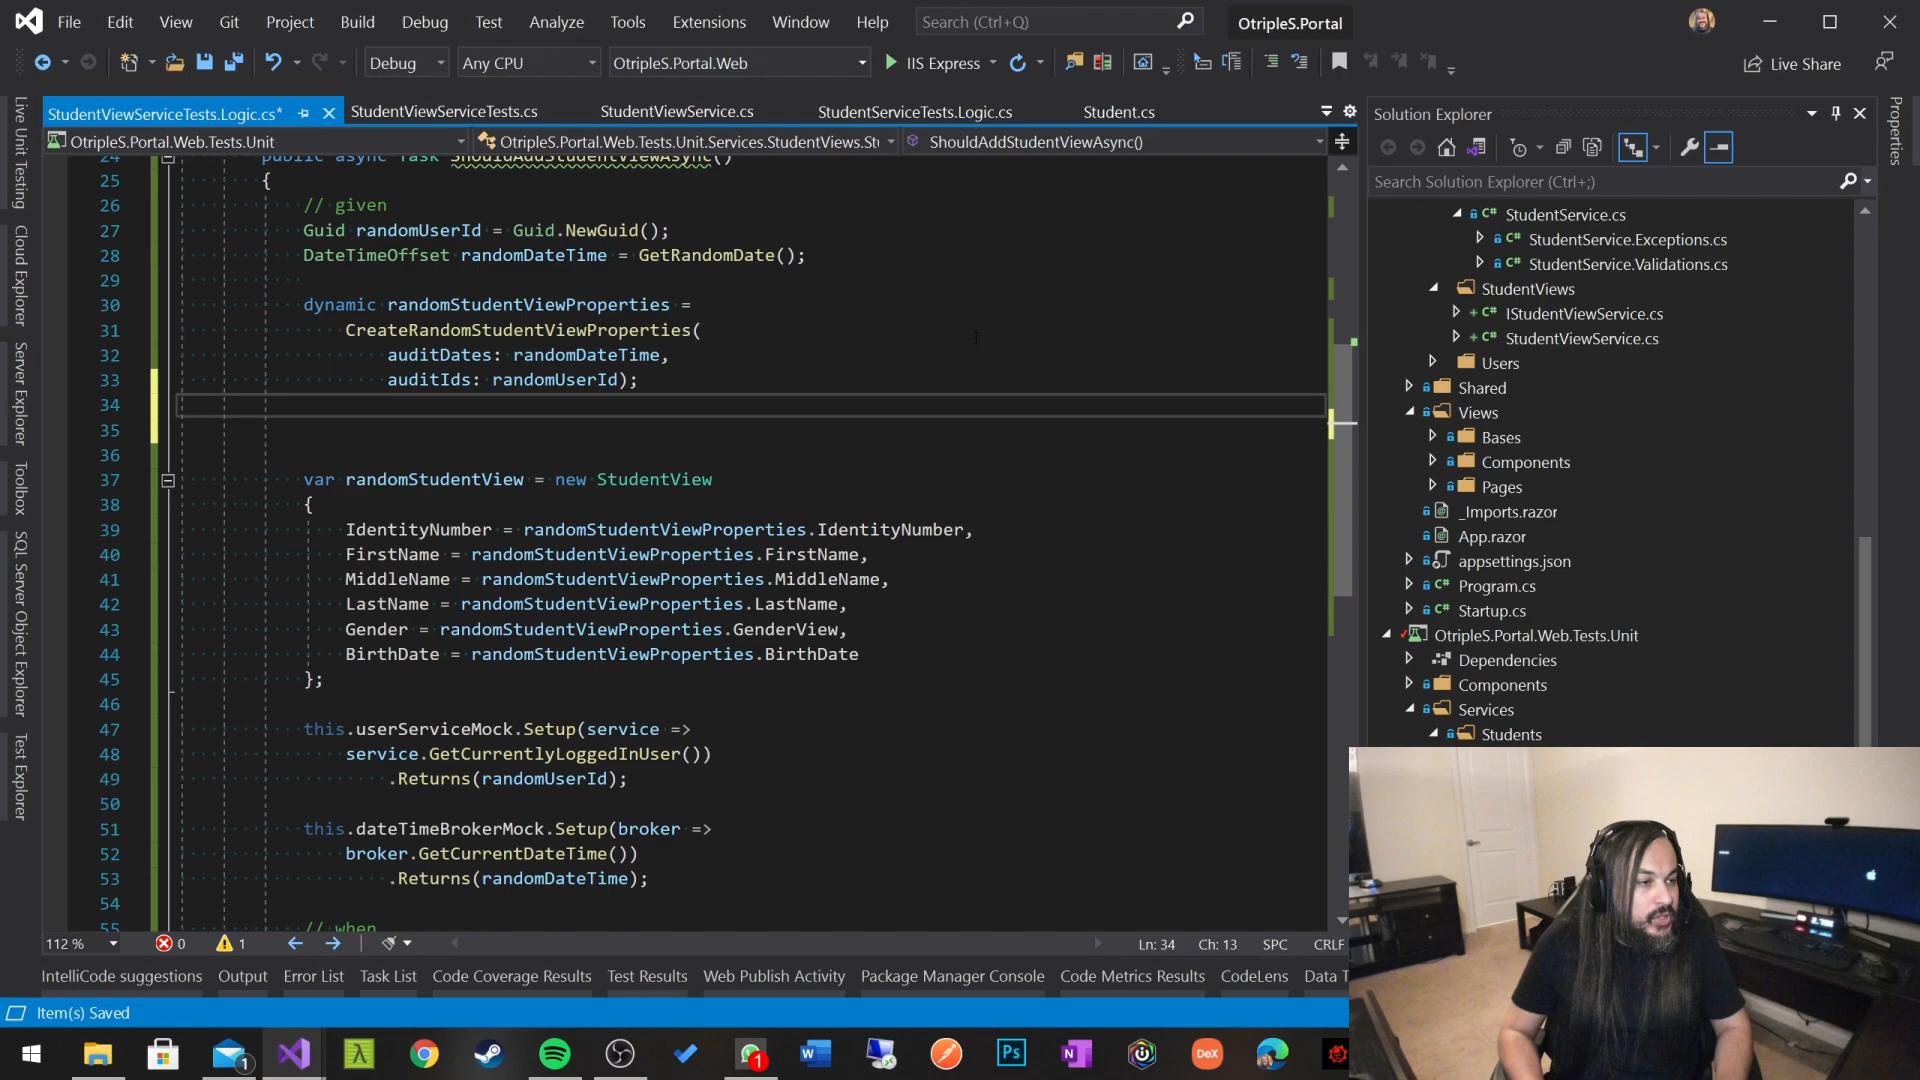 File Edit View Git Project Build Debug Test Analyze Tools Extensions Window Help Search (Ctrl+Q) OtripleS.Portal
Debug Any CPU OtripleS.Portal.Web IIS Express Live Share
StudentViewServiceTests.Logic.cs* StudentViewServiceTests.cs StudentViewService.cs StudentServiceTests.Logic.cs Student.cs
OtripleS.Portal.Web.Tests.Unit OtripleS.Portal.Web.Tests.Unit.Services.StudentViews.St ShouldAddStudentViewAsync()
Live Unit Testing
Cloud Explorer
Server Explorer
Toolbox
SQL Server Object Explorer
Test Explorer
24 public async Task ShouldAddStudentViewAsync()
25 {
26 // given
27 Guid randomUserId = Guid.NewGuid();
28 DateTimeOffset randomDateTime = GetRandomDate();
29
30 dynamic randomStudentViewProperties =
31 CreateRandomStudentViewProperties(
32 auditDates: randomDateTime,
33 auditIds: randomUserId);
34
35
36
37 var randomStudentView = new StudentView
38 {
39 IdentityNumber = randomStudentViewProperties.IdentityNumber,
40 FirstName = randomStudentViewProperties.FirstName,
41 MiddleName = randomStudentViewProperties.MiddleName,
42 LastName = randomStudentViewProperties.LastName,
43 Gender = randomStudentViewProperties.GenderView,
44 BirthDate = randomStudentViewProperties.BirthDate
45 };
46
47 this.userServiceMock.Setup(service =>
48 service.GetCurrentlyLoggedInUser())
49 .Returns(randomUserId);
50
51 this.dateTimeBrokerMock.Setup(broker =>
52 broker.GetCurrentDateTime())
53 .Returns(randomDateTime);
54
55 // when
112 % 0 1 Ln: 34 Ch: 13 SPC CRLF
IntelliCode suggestions Output Error List Task List Code Coverage Results Test Results Web Publish Activity Package Manager Console Code Metrics Results CodeLens Data T
Item(s) Saved
Solution Explorer
Search Solution Explorer (Ctrl+;)
C# StudentService.cs
C# StudentService.Exceptions.cs
C# StudentService.Validations.cs
StudentViews
C# IStudentViewService.cs
C# StudentViewService.cs
Users
Shared
Views
Bases
Components
Pages
_Imports.razor
App.razor
appsettings.json
C# Program.cs
C# Startup.cs
OtripleS.Portal.Web.Tests.Unit
Dependencies
Components
Services
Students
Properties
1 1 Ps DeX